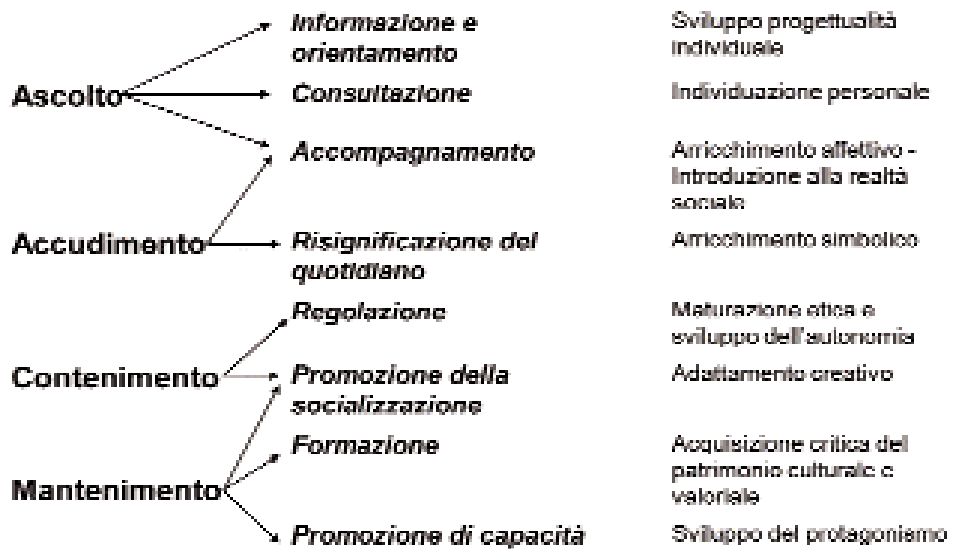 Informazione e
orientamento
Sviluppo progettualità
individuale
Ascolto
Consultazione
Individuazione personale
Accompagnamento
Arricchimento affettivo -
Introduzione alla realtà
sociale
Accudimento
Risignificazione del
quotidiano
Arricchimento simbolico
Regolazione
Maturazione etica e
sviluppo dell'autonomia
Contenimento
Promozione della
socializzazione
Adattamento creativo
Formazione
Acquisizione critica del
patrimonio culturale e
valoriale
Mantenimento
Promozione di capacità
Sviluppo del protagonismo